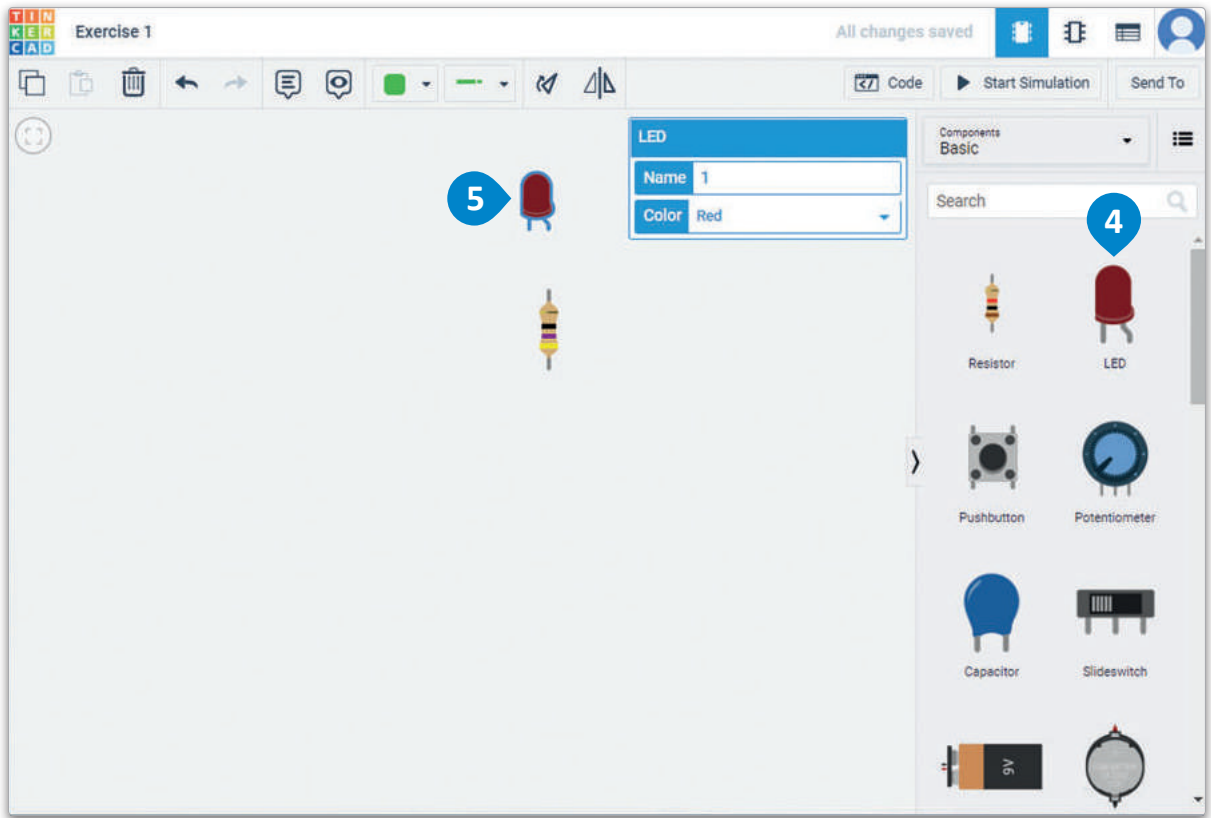 TIN
KER
CAD
Exercise 1
All changes saved
Code
Start Simulation
Send To
LED
Name 1
Color Red
Components
Basic
Search
5
4
Resistor
LED
Pushbutton
Potentiometer
Capacitor
Slideswitch
9V